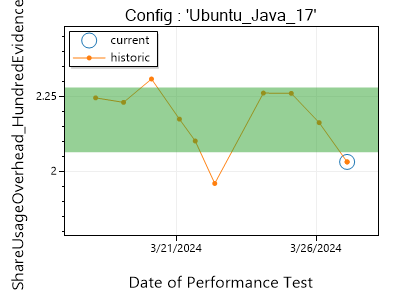 Config : 'Ubuntu_Java_17'
current
historic
ShareUsageOverhead_HundredEvidence
2.25
2
3/21/2024
3/26/2024
Date of Performance Test